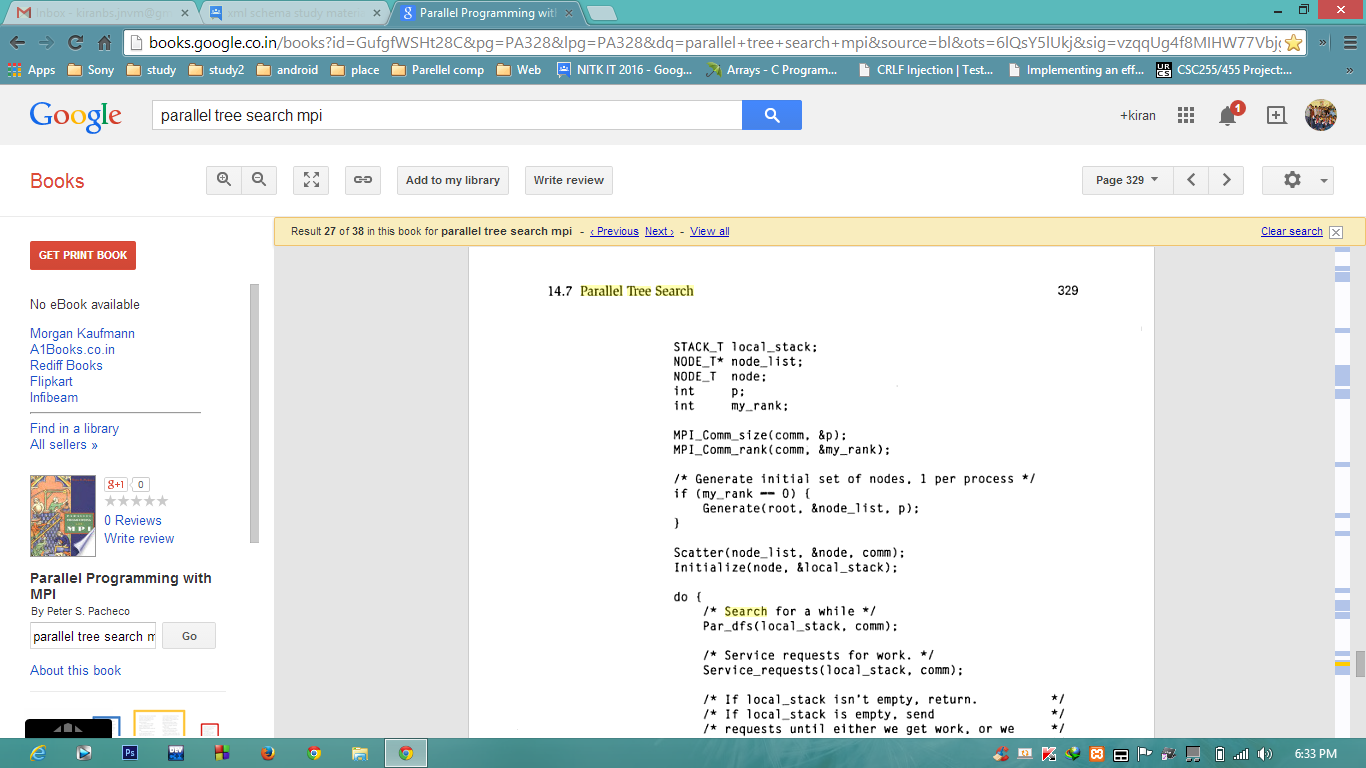 Inbox - kiranbs.jnvm@gm
xml schema study materi
Parallel Programming with
books.google.co.in/books?id=GufgfWSHt28C&pg=PA328&lpg=PA328&dq=parallel+tree+search+mpi&source=bl&ots=6lQsY5lUkj&sig=vzqqUg4f8MIHW77Vbjg
Apps Sony study study2 android place Parellel comp Web NITK IT 2016 - Goog... Arrays - C Program... CRLF Injection | Test... Implementing an eff... CSC255/455 Project:...
Google
parallel tree search mpi
+kiran
1
Books
Add to my library
Write review
Page 329
Result 27 of 38 in this book for parallel tree search mpi - ‹ Previous Next › - View all
Clear search
GET PRINT BOOK
No eBook available
Morgan Kaufmann
A1Books.co.in
Rediff Books
Flipkart
Infibeam
Find in a library
All sellers »
g+1 0
0 Reviews
Write review
MPI
Parallel Programming with
MPI
By Peter S. Pacheco
parallel tree search m
Go
About this book
14.7 Parallel Tree Search 329
STACK_T local_stack;
NODE_T* node_list;
NODE_T node;
int p;
int my_rank;
MPI_Comm_size(comm, &p);
MPI_Comm_rank(comm, &my_rank);
/* Generate initial set of nodes, 1 per process */
if (my_rank == 0) {
Generate(root, &node_list, p);
}
Scatter(node_list, &node, comm);
Initialize(node, &local_stack);
do {
/* Search for a while */
Par_dfs(local_stack, comm);
/* Service requests for work. */
Service_requests(local_stack, comm);
/* If local_stack isn't empty, return. */
/* If local_stack is empty, send */
/* requests until either we get work, or we */
6:33 PM